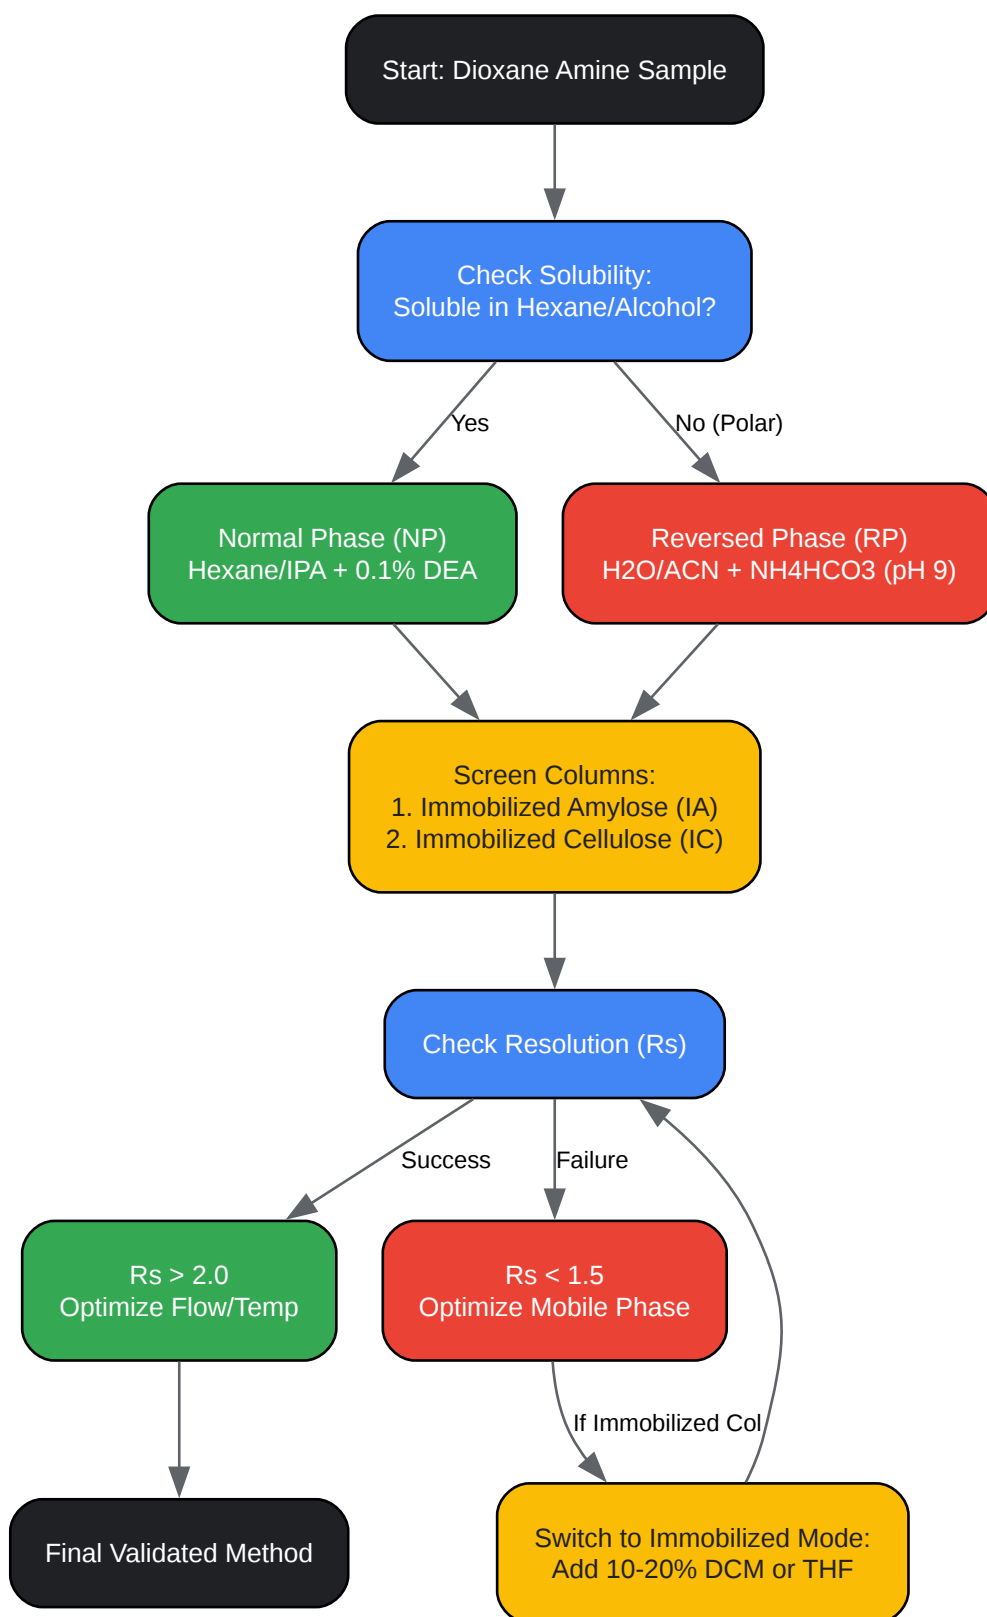 Start: Dioxane Amine Sample
Check Solubility:
Soluble in Hexane/Alcohol?
Yes
No (Polar)
Normal Phase (NP)
Hexane/IPA + 0.1% DEA
Reversed Phase (RP)
H2O/ACN + NH4HCO3 (pH 9)
Screen Columns:
1. Immobilized Amylose (IA)
2. Immobilized Cellulose (IC)
Check Resolution (Rs)
Success
Failure
Rs > 2.0
Optimize Flow/Temp
Rs < 1.5
Optimize Mobile Phase
If Immobilized Col
Final Validated Method
Switch to Immobilized Mode:
Add 10-20% DCM or THF